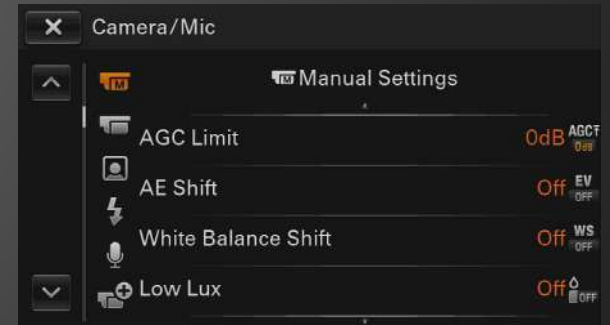 Camera/Mic
M Manual Settings
AGC Limit 0dB AGC 0dB
AE Shift Off EV OFF
White Balance Shift Off WS OFF
Low Lux Off OFF